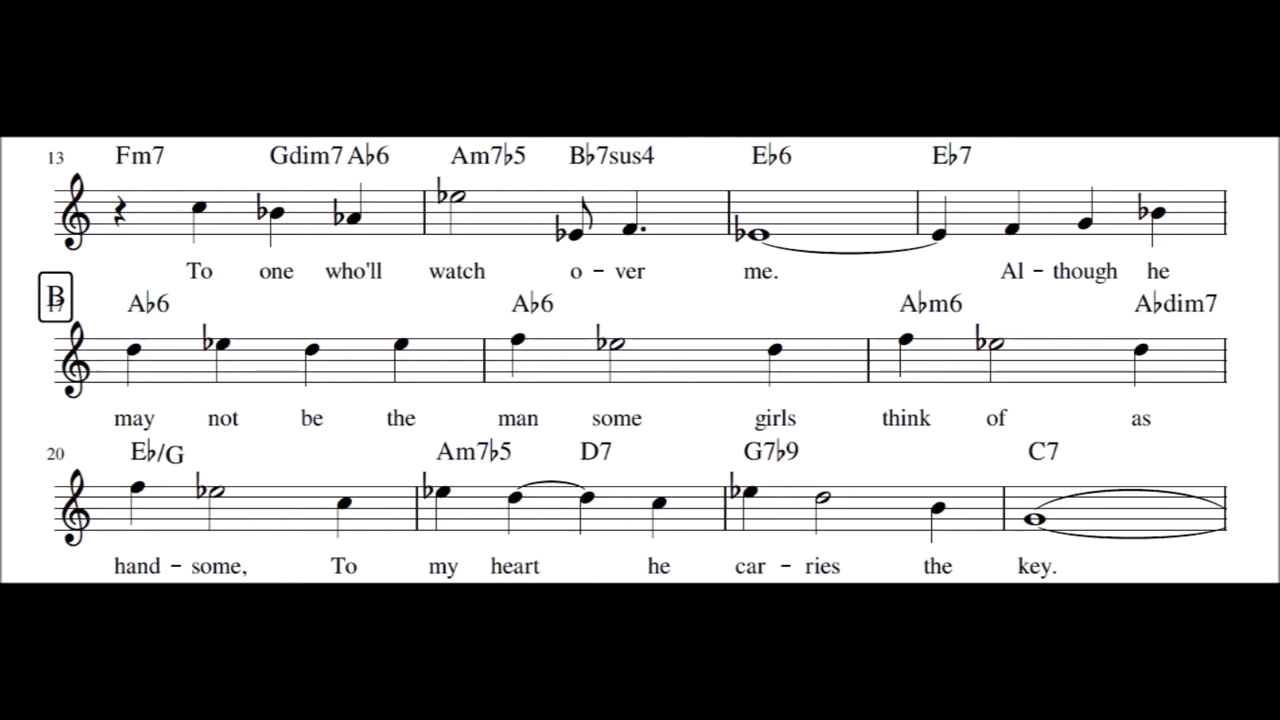 13 Fm7 Gdim7 A♭6 Am7♭5 B♭7sus4 E♭6 E♭7
To one who'll watch o – ver me. Al – though he
B A♭6 A♭6 A♭m6 A♭dim7
may not be the man some girls think of as
20 E♭/G Am7♭5 D7 G7♭9 C7
hand – some, To my heart he car – ries the key.